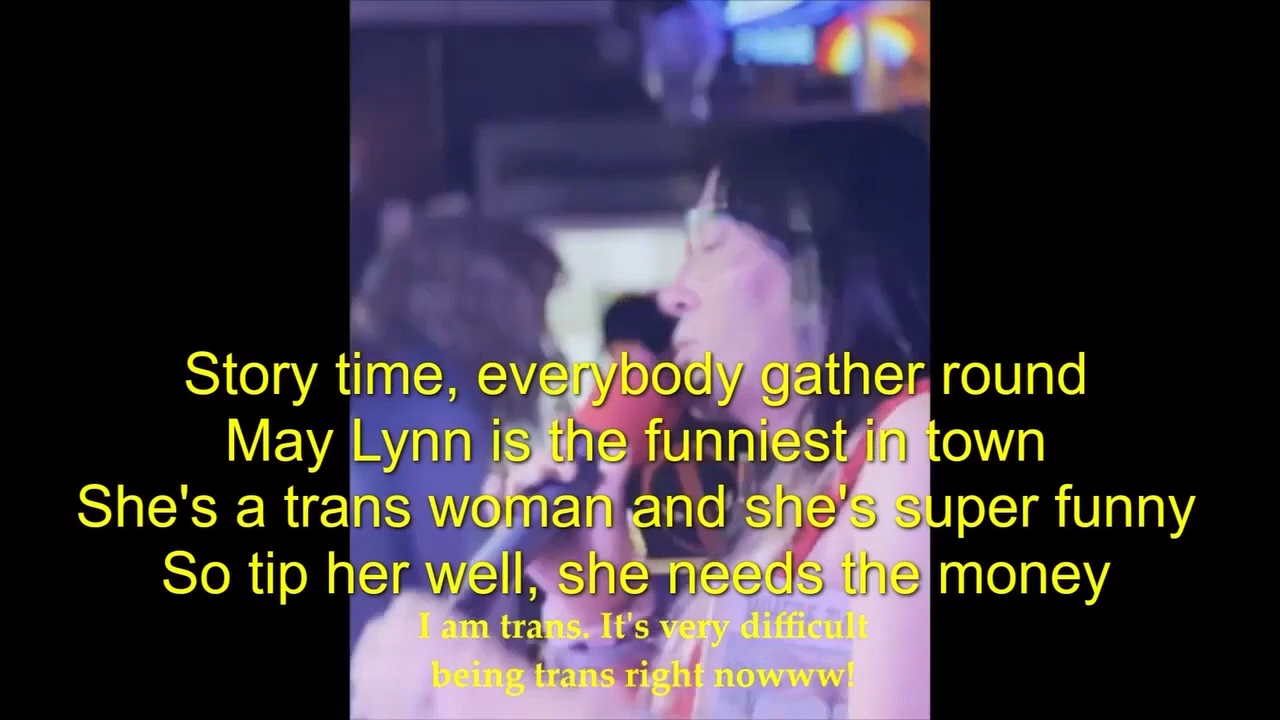 Story time, everybody gather round
May Lynn is the funniest in town
She's a trans woman and she's super funny
So tip her well, she needs the money
I am trans. It's very difficult
being trans right nowww!